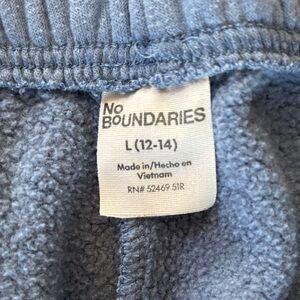 No
BOUNDARIES
L (12-14)
Made in/Hecho en
Vietnam
RN# 52469 51R